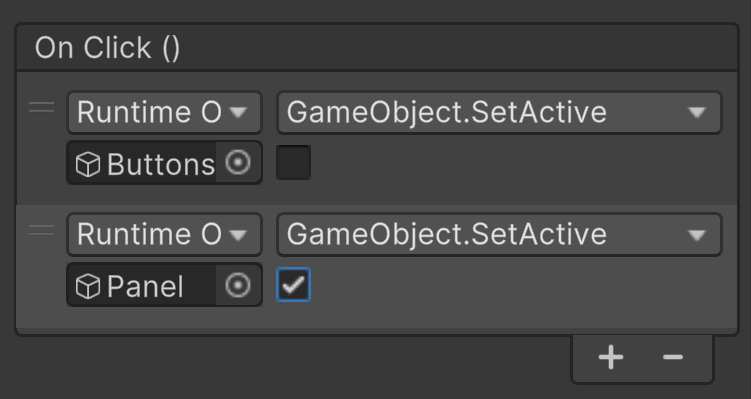 On Click ()
Runtime O GameObject.SetActive
Buttons
Runtime O GameObject.SetActive
Panel